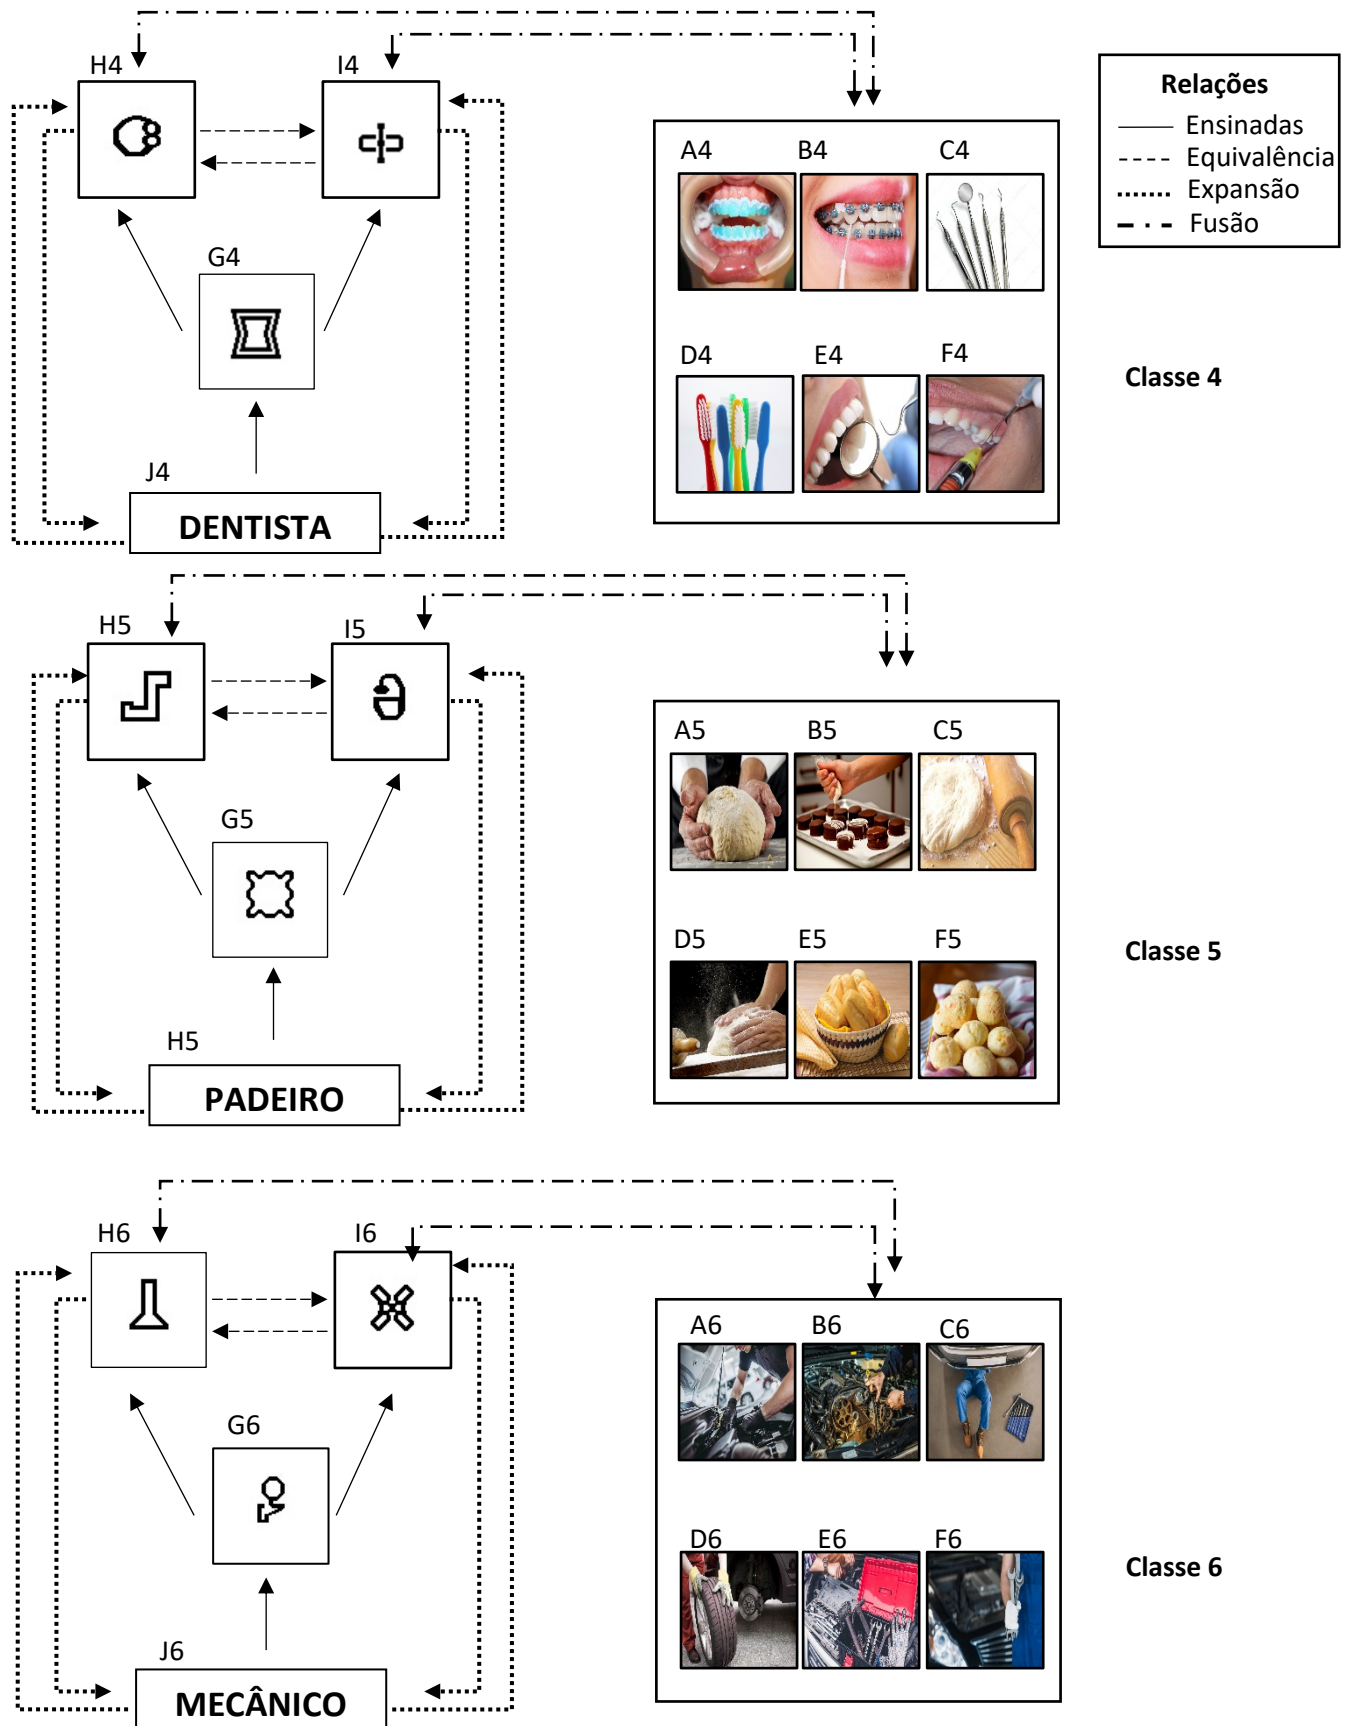 H4
I4
G4
J4
DENTISTA
A4 B4 C4
D4 E4 F4
Relações
Ensinadas
Equivalência
Expansão
Fusão
Classe 4
H5
I5
G5
H5
PADEIRO
A5 B5 C5
D5 E5 F5
Classe 5
H6
I6
G6
J6
MECÂNICO
A6 B6 C6
D6 E6 F6
Classe 6